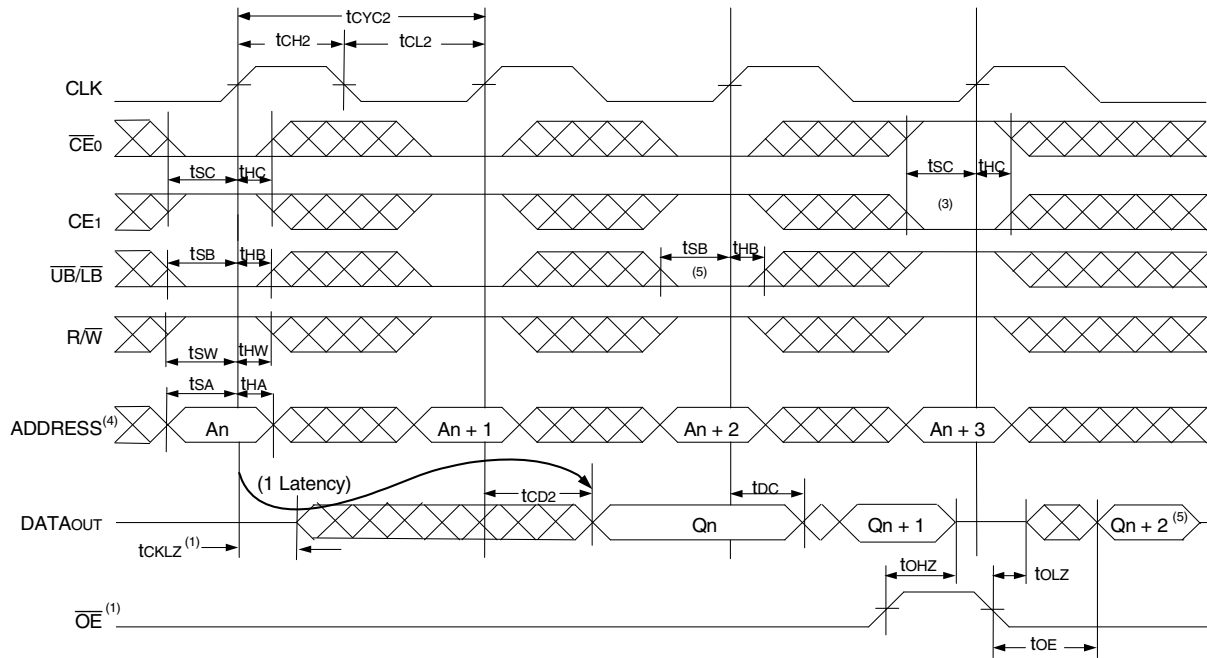 tCYC2
tCH2 tCL2
CLK
CE0
tSC tHC tSC tHC
CE1 (3)
tSB tHB tSB tHB
UB/LB (5)
R/W
tSW tHW
tSA tHA
ADDRESS(4) An An + 1 An + 2 An + 3
(1 Latency) tCD2 tDC
DATAOUT Qn Qn + 1 Qn + 2 (5)
tCKLZ (1)
tOHZ tOLZ
OE (1)
tOE